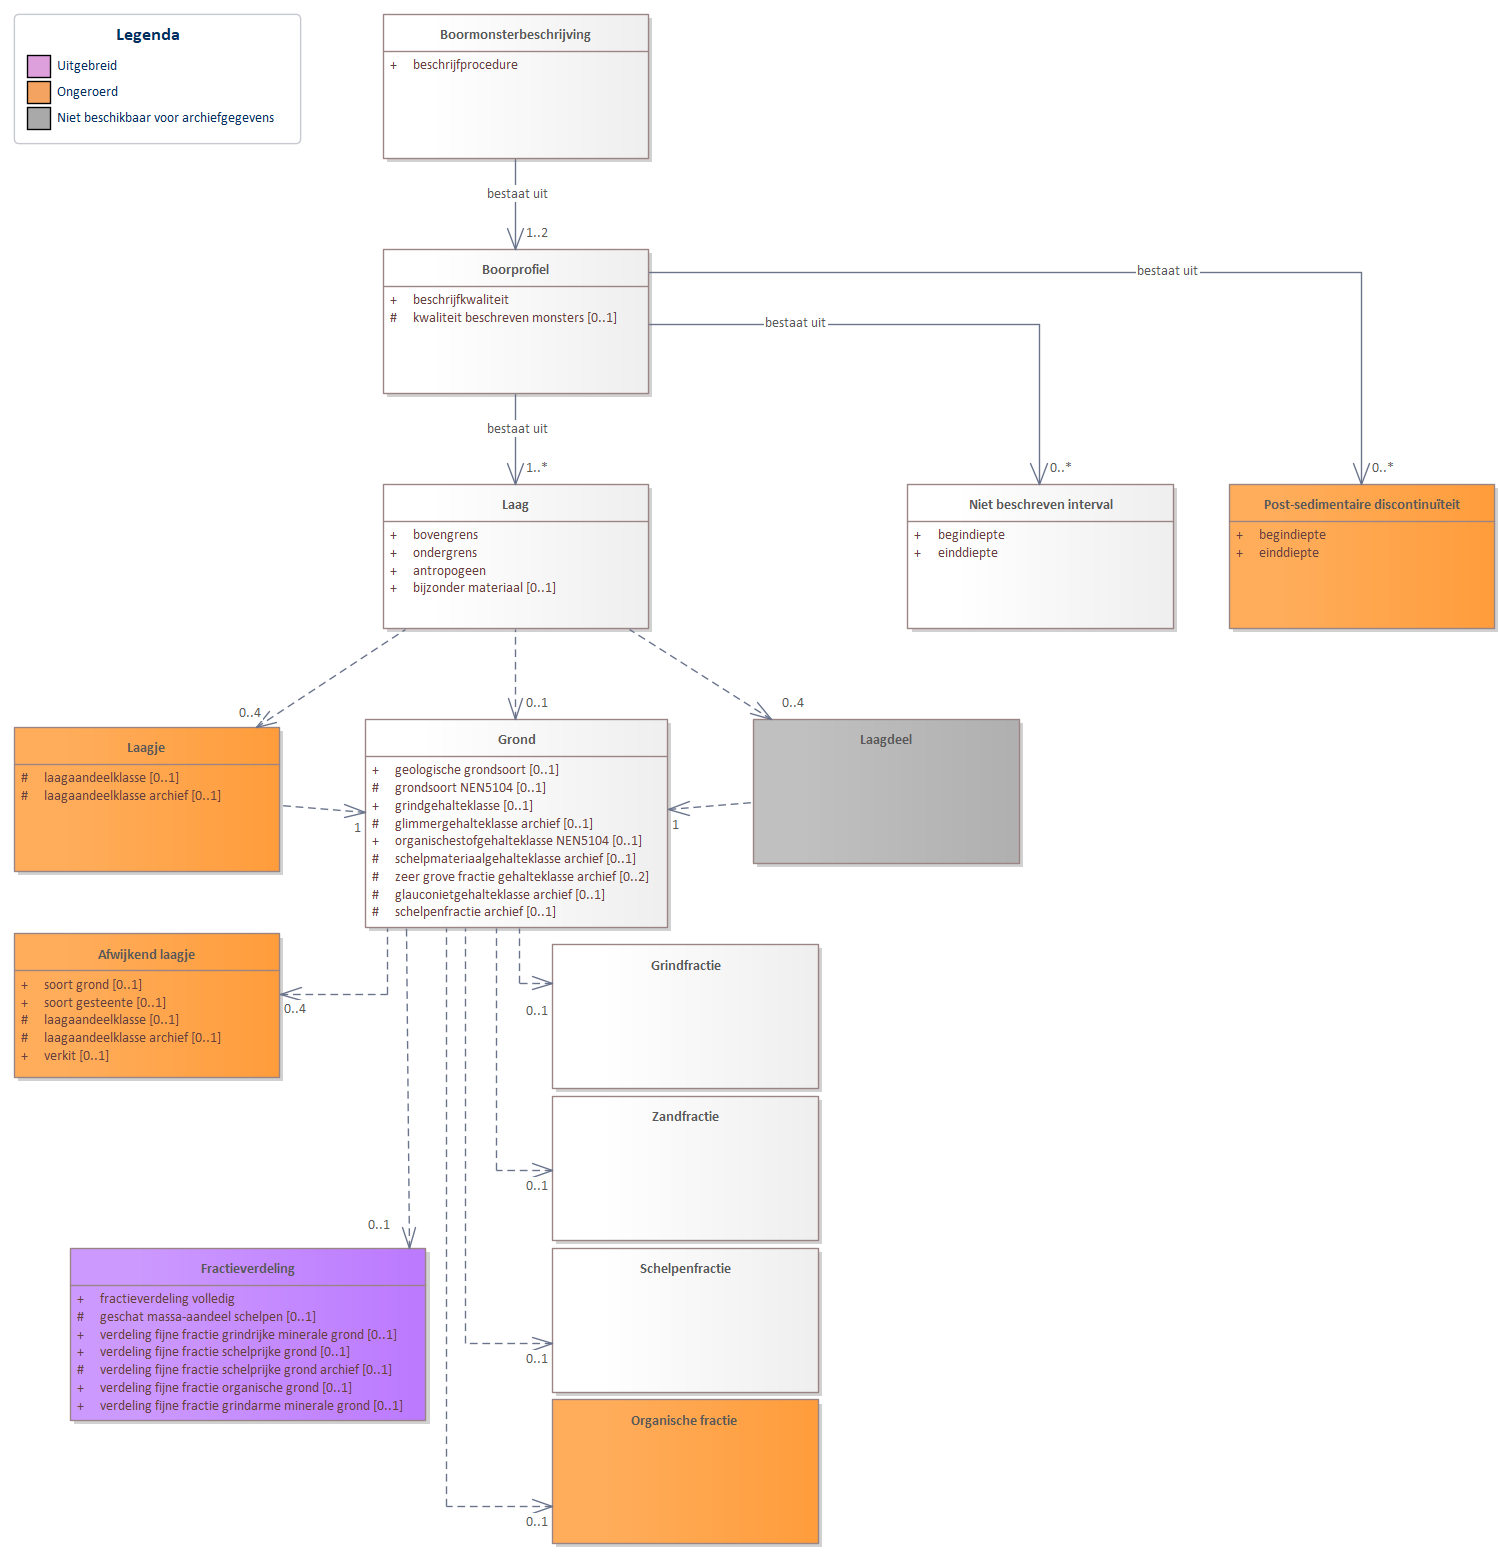 Legenda
Uitgebreid
Ongeroerd
Niet beschikbaar voor archiefgegevens
Boormonsterbeschrijving
+ beschrijfprocedure
bestaat uit
1..2
Boorprofiel
+ beschrijfkwaliteit
# kwaliteit beschreven monsters [0..1]
bestaat uit
bestaat uit
bestaat uit
1..*
0..*
0..*
Laag
+ bovengrens
+ ondergrens
+ antropogeen
+ bijzonder materiaal [0..1]
Niet beschreven interval
+ begindiepte
+ einddiepte
Post-sedimentaire discontinuïteit
+ begindiepte
+ einddiepte
0..4
0..1
0..4
Laagje
# laagaandeelklasse [0..1]
# laagaandeelklasse archief [0..1]
1
Grond
+ geologische grondsoort [0..1]
# grondsoort NEN5104 [0..1]
+ grindgehalteklasse [0..1]
# glimmergehalteklasse archief [0..1]
+ organischestofgehalteklasse NEN5104 [0..1]
# schelpmateriaalgehalteklasse archief [0..1]
# zeer grove fractie gehalteklasse archief [0..2]
# glauconietgehalteklasse archief [0..1]
# schelpenfractie archief [0..1]
1
Laagdeel
Afwijkend laagje
+ soort grond [0..1]
+ soort gesteente [0..1]
# laagaandeelklasse [0..1]
# laagaandeelklasse archief [0..1]
+ verkit [0..1]
0..4
Grindfractie
0..1
Zandfractie
0..1
0..1
Fractieverdeling
+ fractieverdeling volledig
# geschat massa-aandeel schelpen [0..1]
+ verdeling fijne fractie grindrijke minerale grond [0..1]
+ verdeling fijne fractie schelprijke grond [0..1]
# verdeling fijne fractie schelprijke grond archief [0..1]
+ verdeling fijne fractie organische grond [0..1]
+ verdeling fijne fractie grindarme minerale grond [0..1]
Schelpenfractie
0..1
Organische fractie
0..1